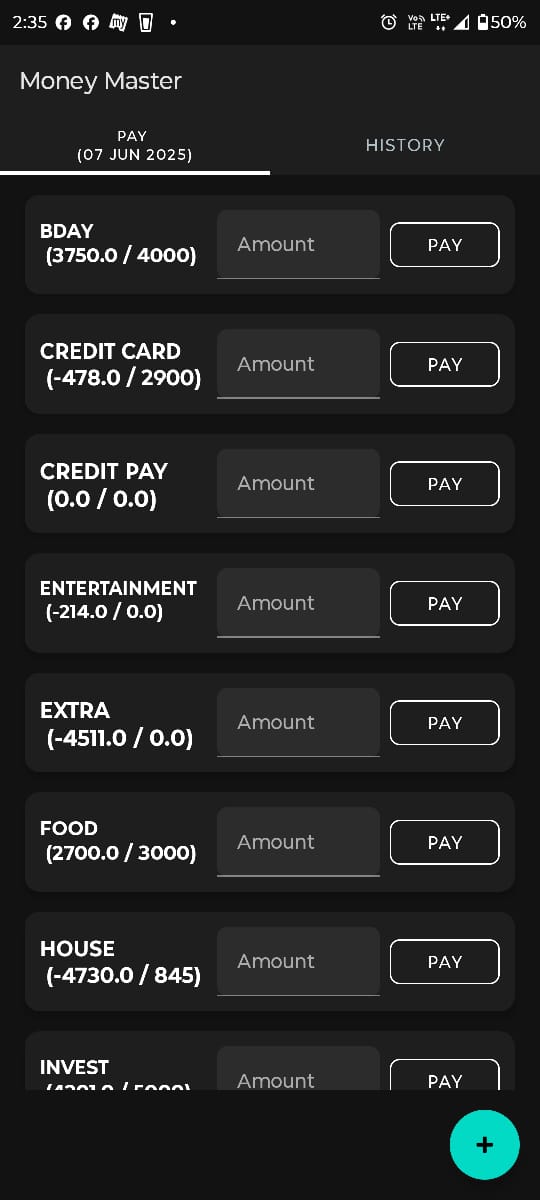 2:35
Vo)) LTE
LTE+
50%
Money Master
PAY
(07 JUN 2025)
HISTORY
BDAY
(3750.0 / 4000)
Amount
PAY
CREDIT CARD
(-478.0 / 2900)
Amount
PAY
CREDIT PAY
(0.0 / 0.0)
Amount
PAY
ENTERTAINMENT
(-214.0 / 0.0)
Amount
PAY
EXTRA
(-4511.0 / 0.0)
Amount
PAY
FOOD
(2700.0 / 3000)
Amount
PAY
HOUSE
(-4730.0 / 845)
Amount
PAY
INVEST
Amount
PAY
+